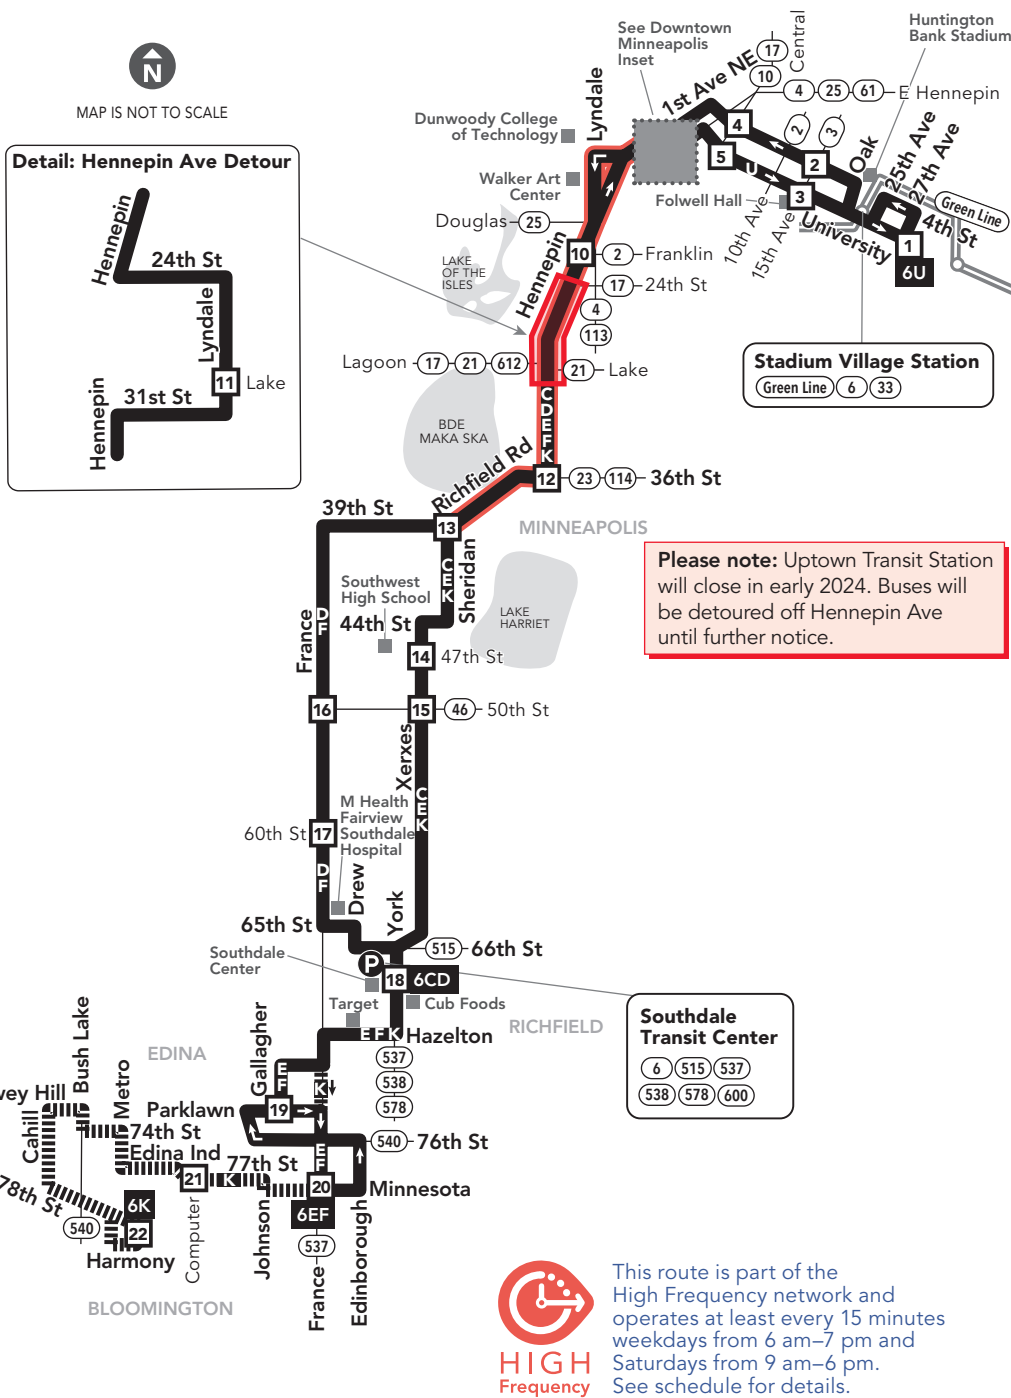 N
MAP IS NOT TO SCALE
Detail: Hennepin Ave Detour
Hennepin
24th St
Lyndale
11 Lake
31st St
Hennepin
See Downtown
Minneapolis
Inset
Huntington
Bank Stadium
Central
17
10
1st Ave NE
4 25 61 E Hennepin
Lyndale
Dunwoody College
of Technology
4
2
3
Oak
25th Ave
27th Ave
5
U
2
Walker Art
Center
Folwell Hall
3
Green Line
4th St
University
10th Ave
15th Ave
1
6U
Douglas 25
Hennepin
10
2 Franklin
LAKE
OF THE
ISLES
17 24th St
4
113
Lagoon 17 21 612
21 Lake
Stadium Village Station
Green Line 6 33
C
D
E
F
K
BDE
MAKA SKA
Richfield Rd
12
23 114 36th St
39th St
13
MINNEAPOLIS
C
E
K
Sheridan
Please note: Uptown Transit Station
will close in early 2024. Buses will
be detoured off Hennepin Ave
until further notice.
Southwest
High School
44th St
LAKE
HARRIET
D
F
France
14 47th St
16
15 46 50th St
Xerxes
C
E
K
M Health
Fairview
Southdale
Hospital
60th St 17
D
F
Drew
York
65th St
515 66th St
Southdale
Center
P
18 6CD
Target
Cub Foods
E F K Hazelton
RICHFIELD
Southdale
Transit Center
6 515 537
538 578 600
537
538
578
EDINA
Gallagher
E
F
K
Bush Lake
Metro
vey Hill
Cahill
Parklawn
19
74th St
Edina Ind
540 76th St
77th St
21
K
E
F
20
Minnesota
78th St
6K
22
540
Harmony
Computer
Johnson
6EF
537
France
Edinborough
BLOOMINGTON
HIGH
Frequency
This route is part of the
High Frequency network and
operates at least every 15 minutes
weekdays from 6 am–7 pm and
Saturdays from 9 am–6 pm.
See schedule for details.